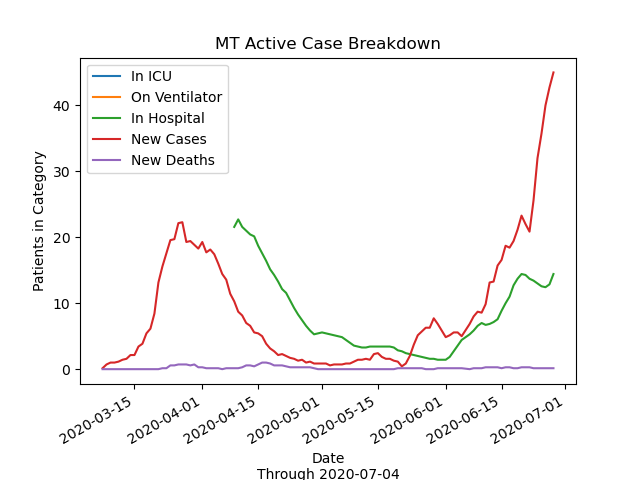 MT Active Case Breakdown
In ICU
On Ventilator
In Hospital
New Cases
New Deaths
Patients in Category
40
30
20
10
0
2020-03-15
2020-04-01
2020-04-15
2020-05-01
2020-05-15
2020-06-01
2020-06-15
2020-07-01
Date
Through 2020-07-04